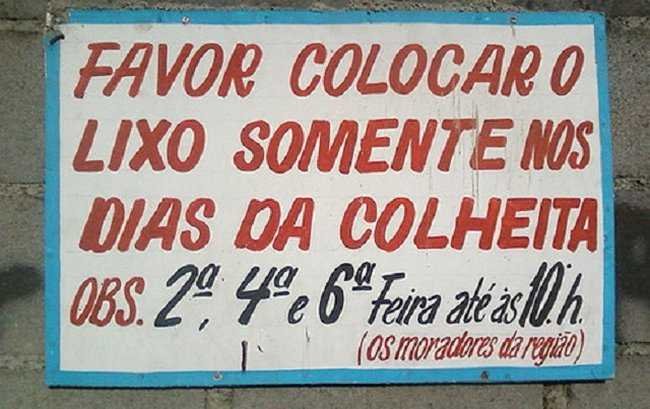 FAVOR COLOCAR O
LIXO SOMENTE NOS
DIAS DA COLHEITA
OBS. 2ª, 4ª e 6ª Feira até às 10.h.
(os moradores da região)